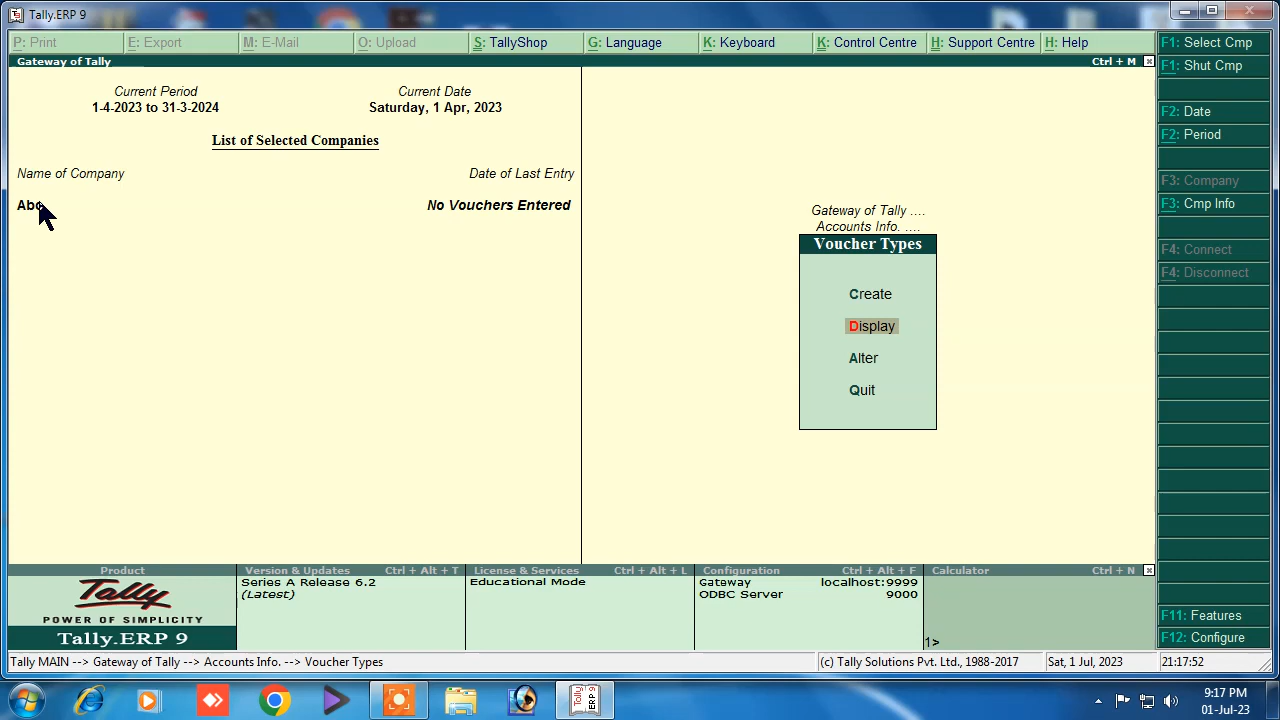 Tally.ERP 9
P: Print
E: Export
M: E-Mail
O: Upload
S: TallyShop
G: Language
K: Keyboard
K: Control Centre
H: Support Centre
H: Help
Gateway of Tally
Ctrl + M
Current Period
Current Date
1-4-2023 to 31-3-2024
Saturday, 1 Apr, 2023
List of Selected Companies
Name of Company
Date of Last Entry
Abc
No Vouchers Entered
Gateway of Tally ....
Accounts Info. ....
Voucher Types
Create
Display
Alter
Quit
F1: Select Cmp
F1: Shut Cmp
F2: Date
F2: Period
F3: Company
F3: Cmp Info
F4: Connect
F4: Disconnect
F11: Features
F12: Configure
Product
Tally
POWER OF SIMPLICITY
Tally.ERP 9
Version & Updates
Ctrl + Alt + T
Series A Release 6.2
(Latest)
License & Services
Ctrl + Alt + L
Educational Mode
Configuration
Ctrl + Alt + F
Gateway
localhost:9999
ODBC Server
9000
Calculator
Ctrl + N
1>
Tally MAIN --> Gateway of Tally --> Accounts Info. --> Voucher Types
(c) Tally Solutions Pvt. Ltd., 1988-2017
Sat, 1 Jul, 2023
21:17:52
9:17 PM
01-Jul-23